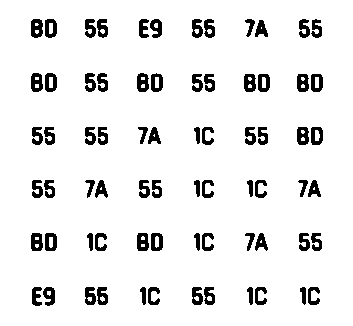 BD 55 E9 55 7A 55
BD 55 BD 55 BD BD
55 55 7A 1C 55 BD
55 7A 55 1C 1C 7A
BD 1C BD 1C 7A 55
E9 55 1C 55 1C 1C